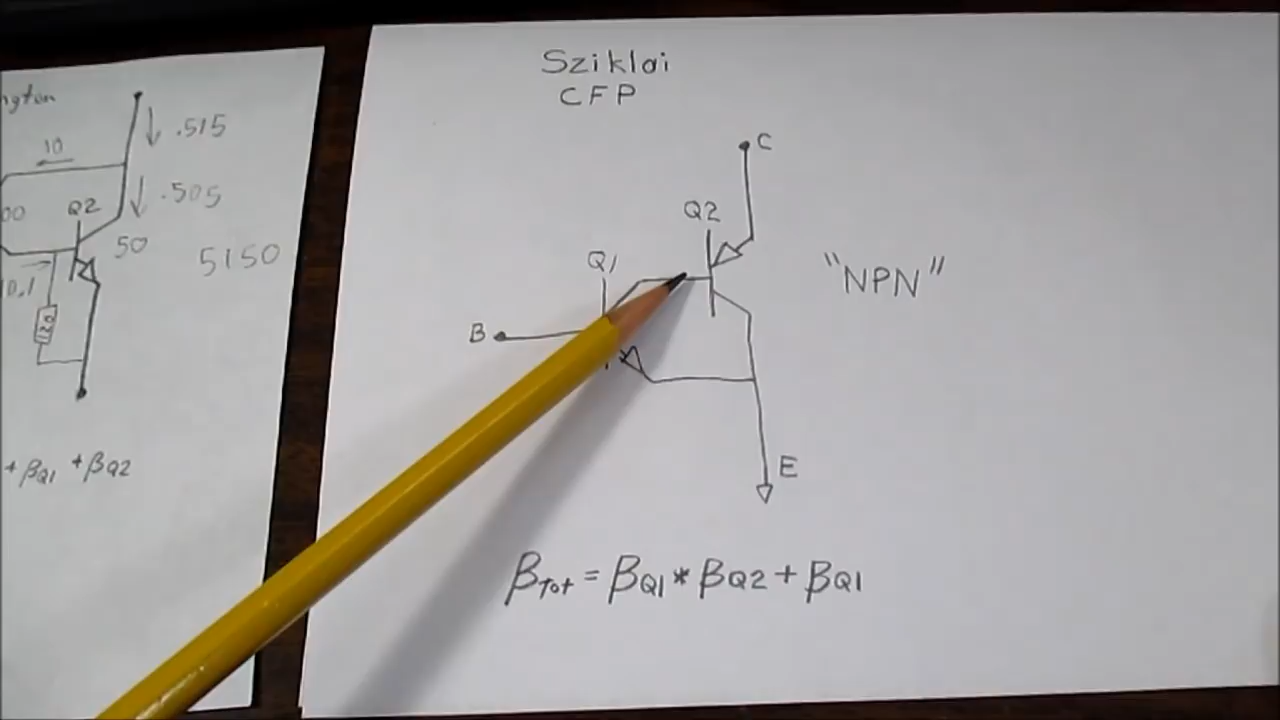 .515
10
.505
Q2
50
5150
+ βQ1 + βQ2
Sziklai
CFP
C
Q2
Q1
B
"NPN"
E
βTot = βQ1 * βQ2 + βQ1